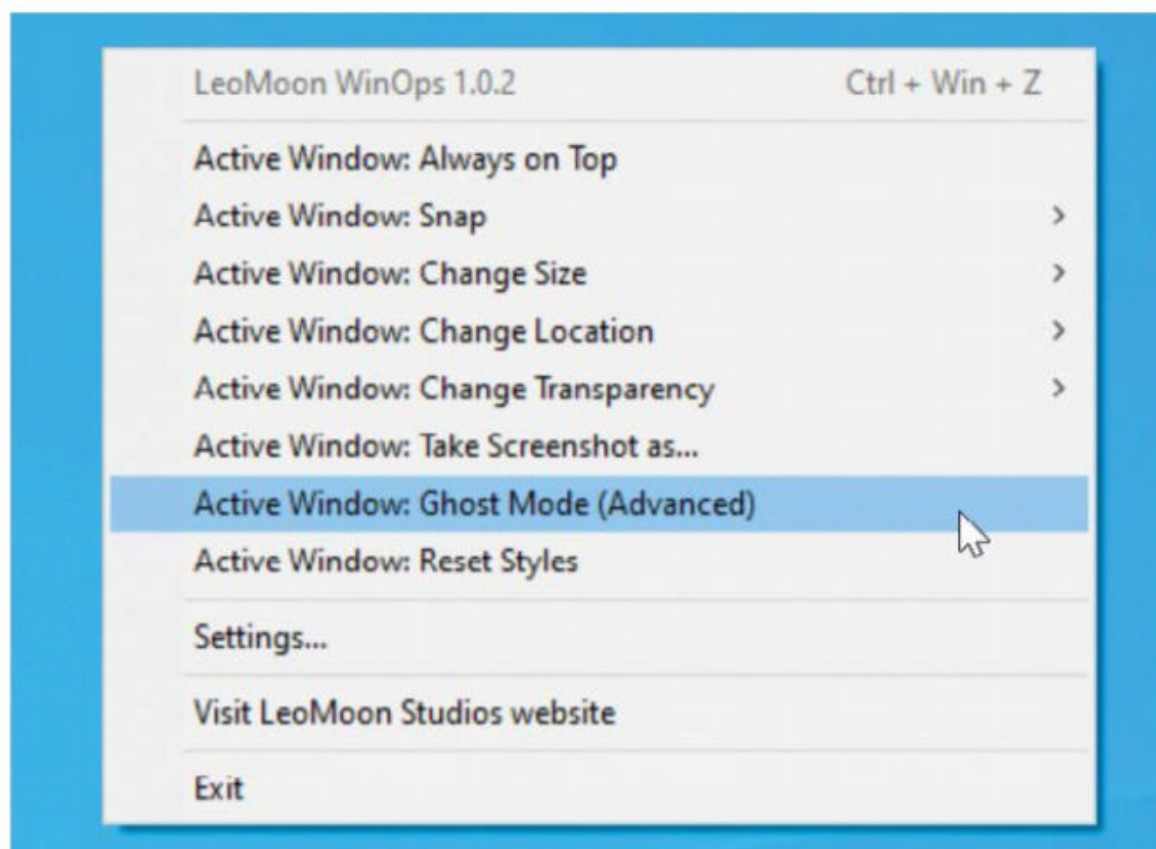 LeoMoon WinOps 1.0.2 Ctrl + Win + Z
Active Window: Always on Top
Active Window: Snap
Active Window: Change Size
Active Window: Change Location
Active Window: Change Transparency
Active Window: Take Screenshot as...
Active Window: Ghost Mode (Advanced)
Active Window: Reset Styles
Settings...
Visit LeoMoon Studios website
Exit